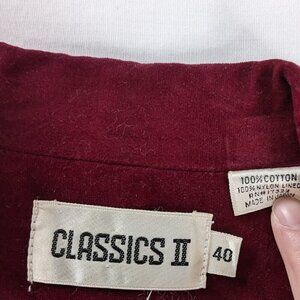 100% COTTON
100% NYLON LINED
MADE IN
CLASSICS II
40